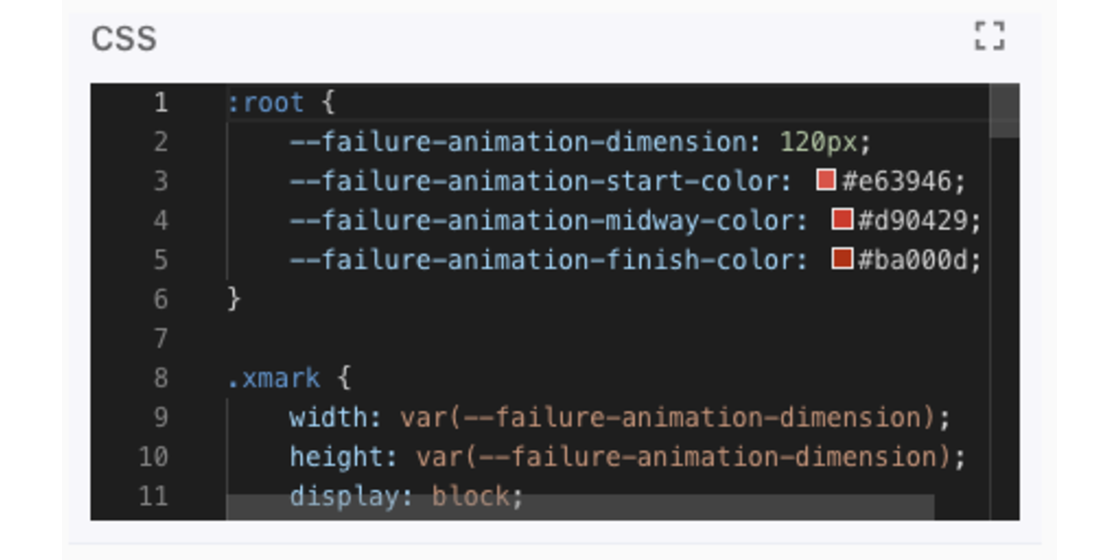 CSS
1 :root {
2 --failure-animation-dimension: 120px;
3 --failure-animation-start-color: #e63946;
4 --failure-animation-midway-color: #d90429;
5 --failure-animation-finish-color: #ba000d;
6 }
7
8 .xmark {
9 width: var(--failure-animation-dimension);
10 height: var(--failure-animation-dimension);
11 display: block;